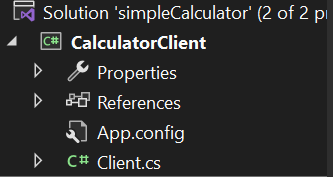 Solution 'simpleCalculator' (2 of 2 pr
C# CalculatorClient
Properties
References
App.config
C# Client.cs